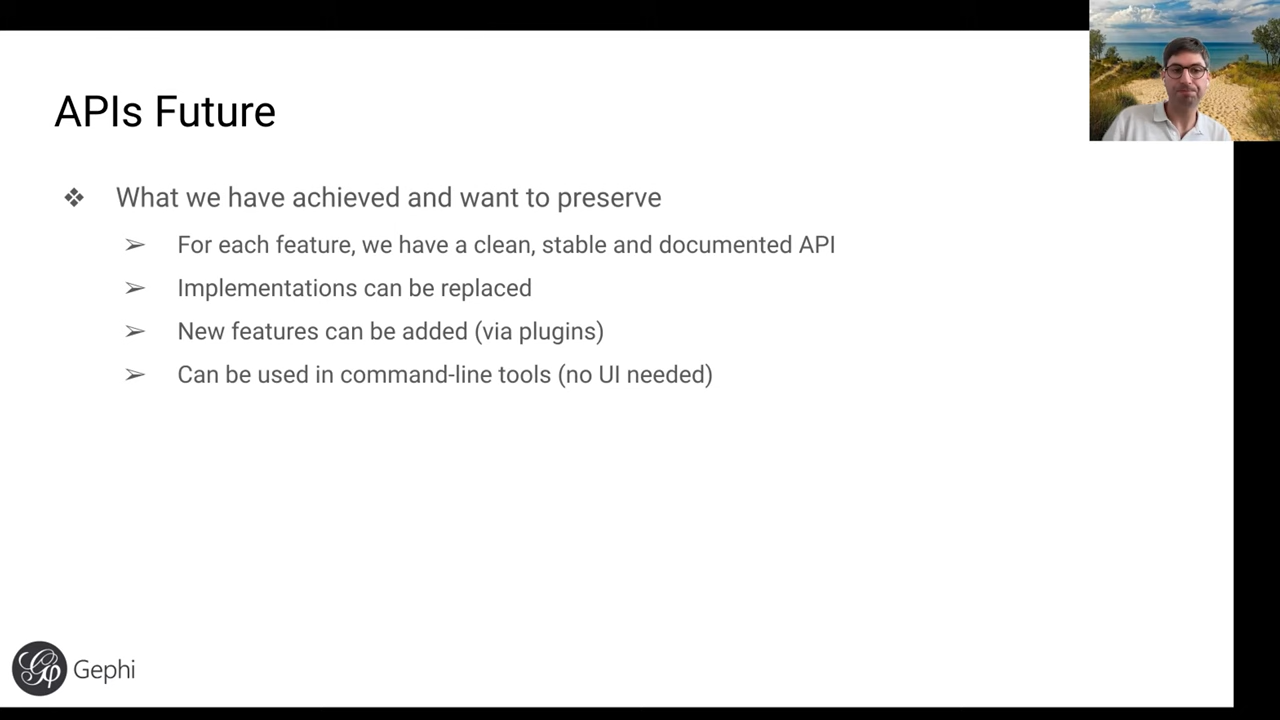 APIs Future
❖ What we have achieved and want to preserve
➢ For each feature, we have a clean, stable and documented API
➢ Implementations can be replaced
➢ New features can be added (via plugins)
➢ Can be used in command-line tools (no UI needed)
Gephi